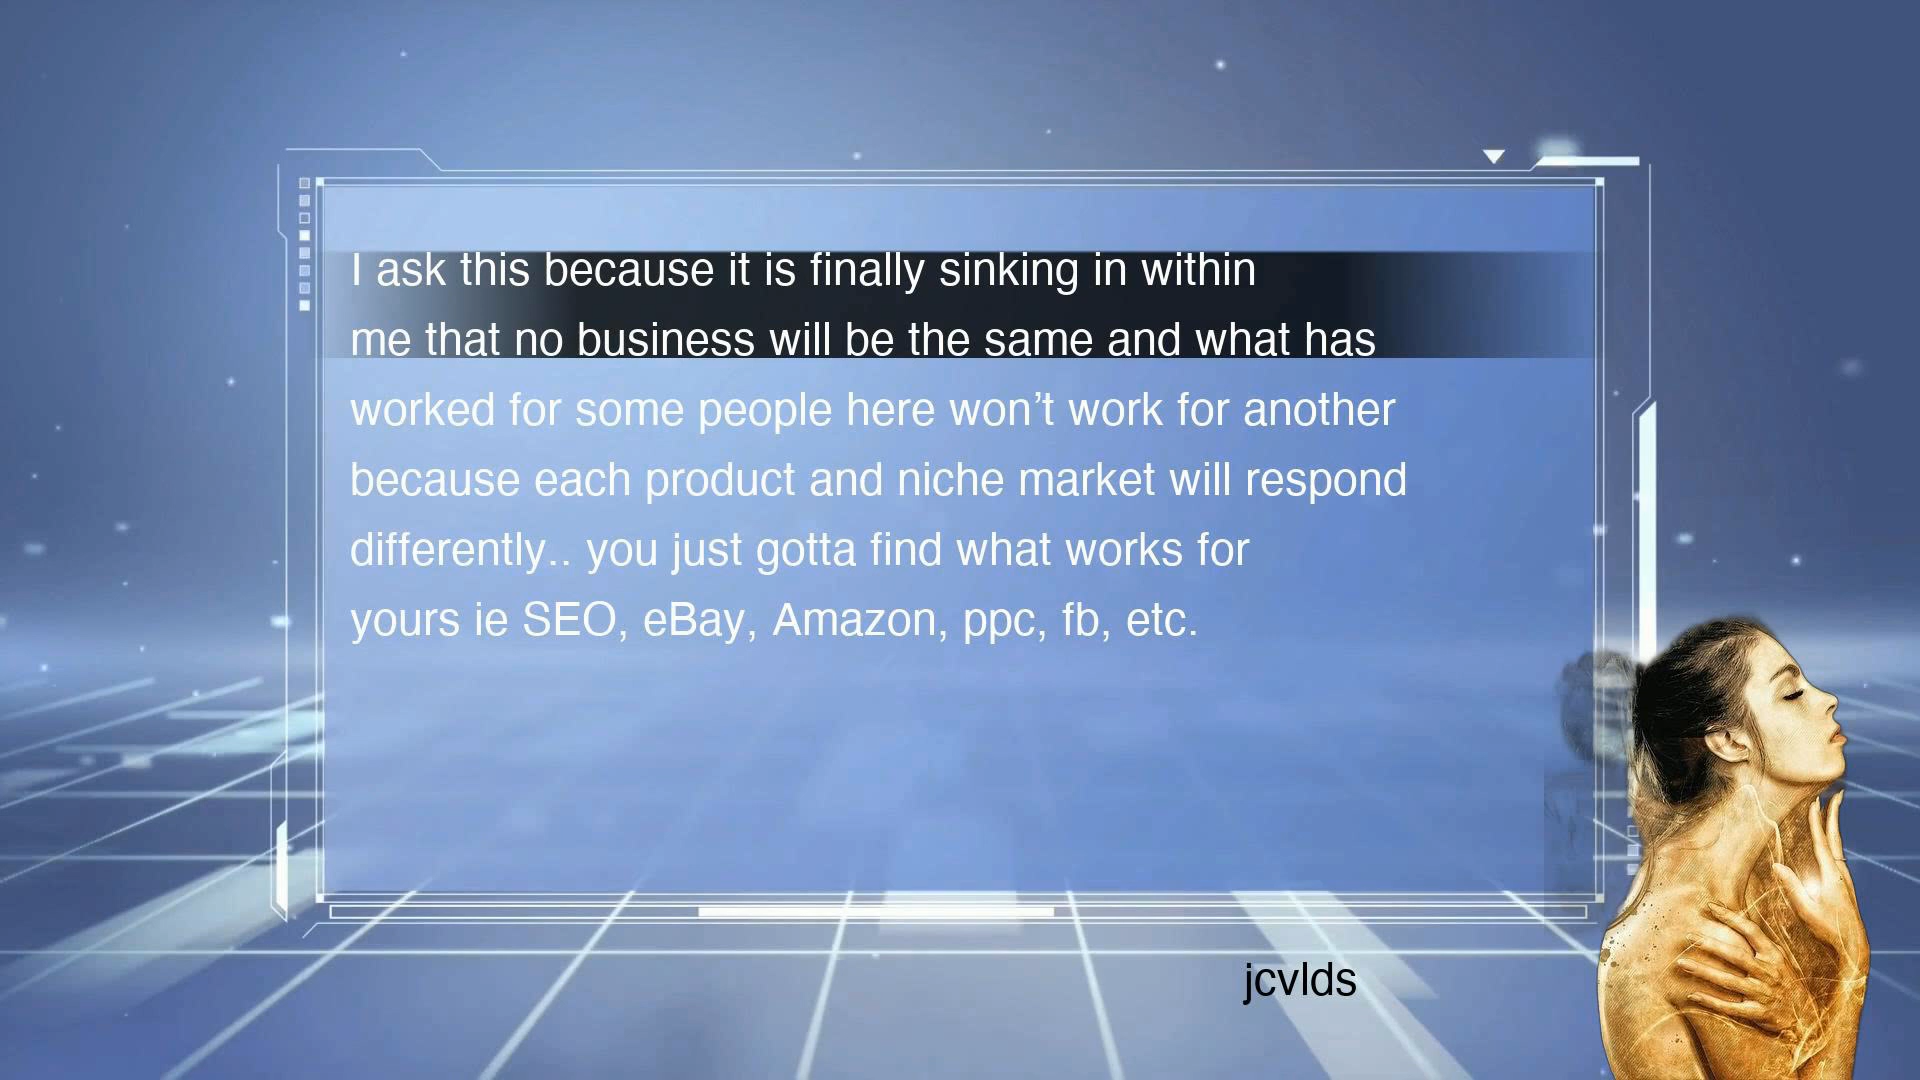 I ask this because it is finally sinking in within
me that no business will be the same and what has
worked for some people here won’t work for another
because each product and niche market will respond
differently.. you just gotta find what works for
yours ie SEO, eBay, Amazon, ppc, fb, etc.
jcvlds